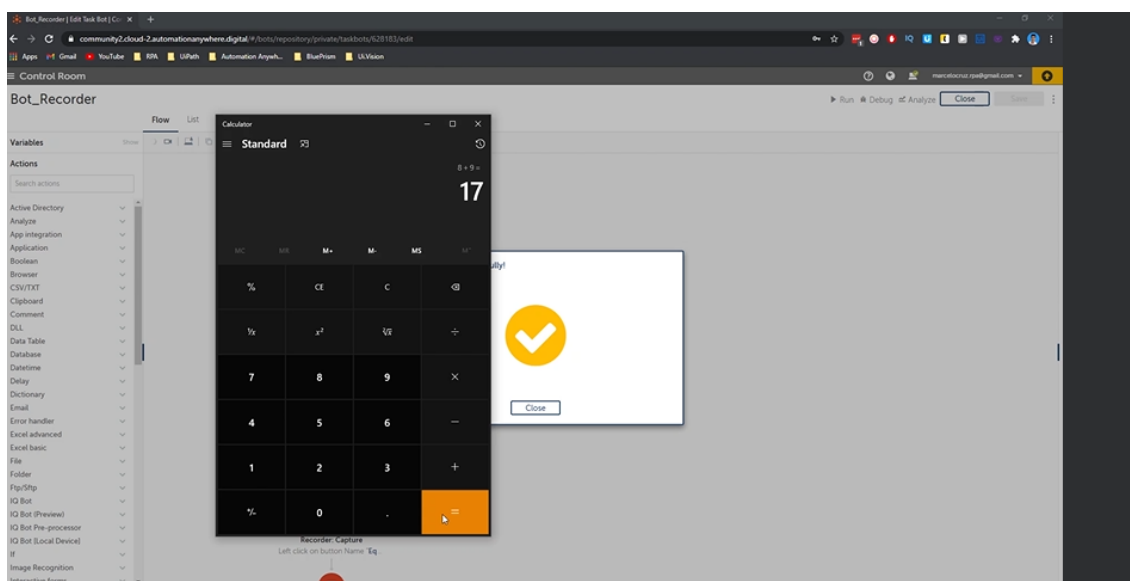 Bot_Recorder | Edit Task Bot | Co
community2.cloud-2.automationanywhere.digital/#/bots/repository/private/taskbots/628183/edit
Apps Gmail YouTube RPA UiPath Automation Anywh... BluePrism Ui.Vision
Control Room
marcelocruz.rpa@gmail.com
Bot_Recorder
Run Debug Analyze Close Save
Flow List
Variables Show
Actions
Search actions
Active Directory
Analyze
App integration
Application
Boolean
Browser
CSV/TXT
Clipboard
Comment
DLL
Data Table
Database
Datetime
Delay
Dictionary
Email
Error handler
Excel advanced
Excel basic
File
Folder
Ftp/Sftp
IQ Bot
IQ Bot (Preview)
IQ Bot Pre-processor
IQ Bot [Local Device]
If
Image Recognition
Interactive forms
Calculator
Standard
8 + 9 =
17
MC MR M+ M- MS M˅
% CE C
⅟x x² ²√x ÷
7 8 9 ×
4 5 6 −
1 2 3 +
+/- 0 . =
ully!
Close
Recorder: Capture
Left click on button Name